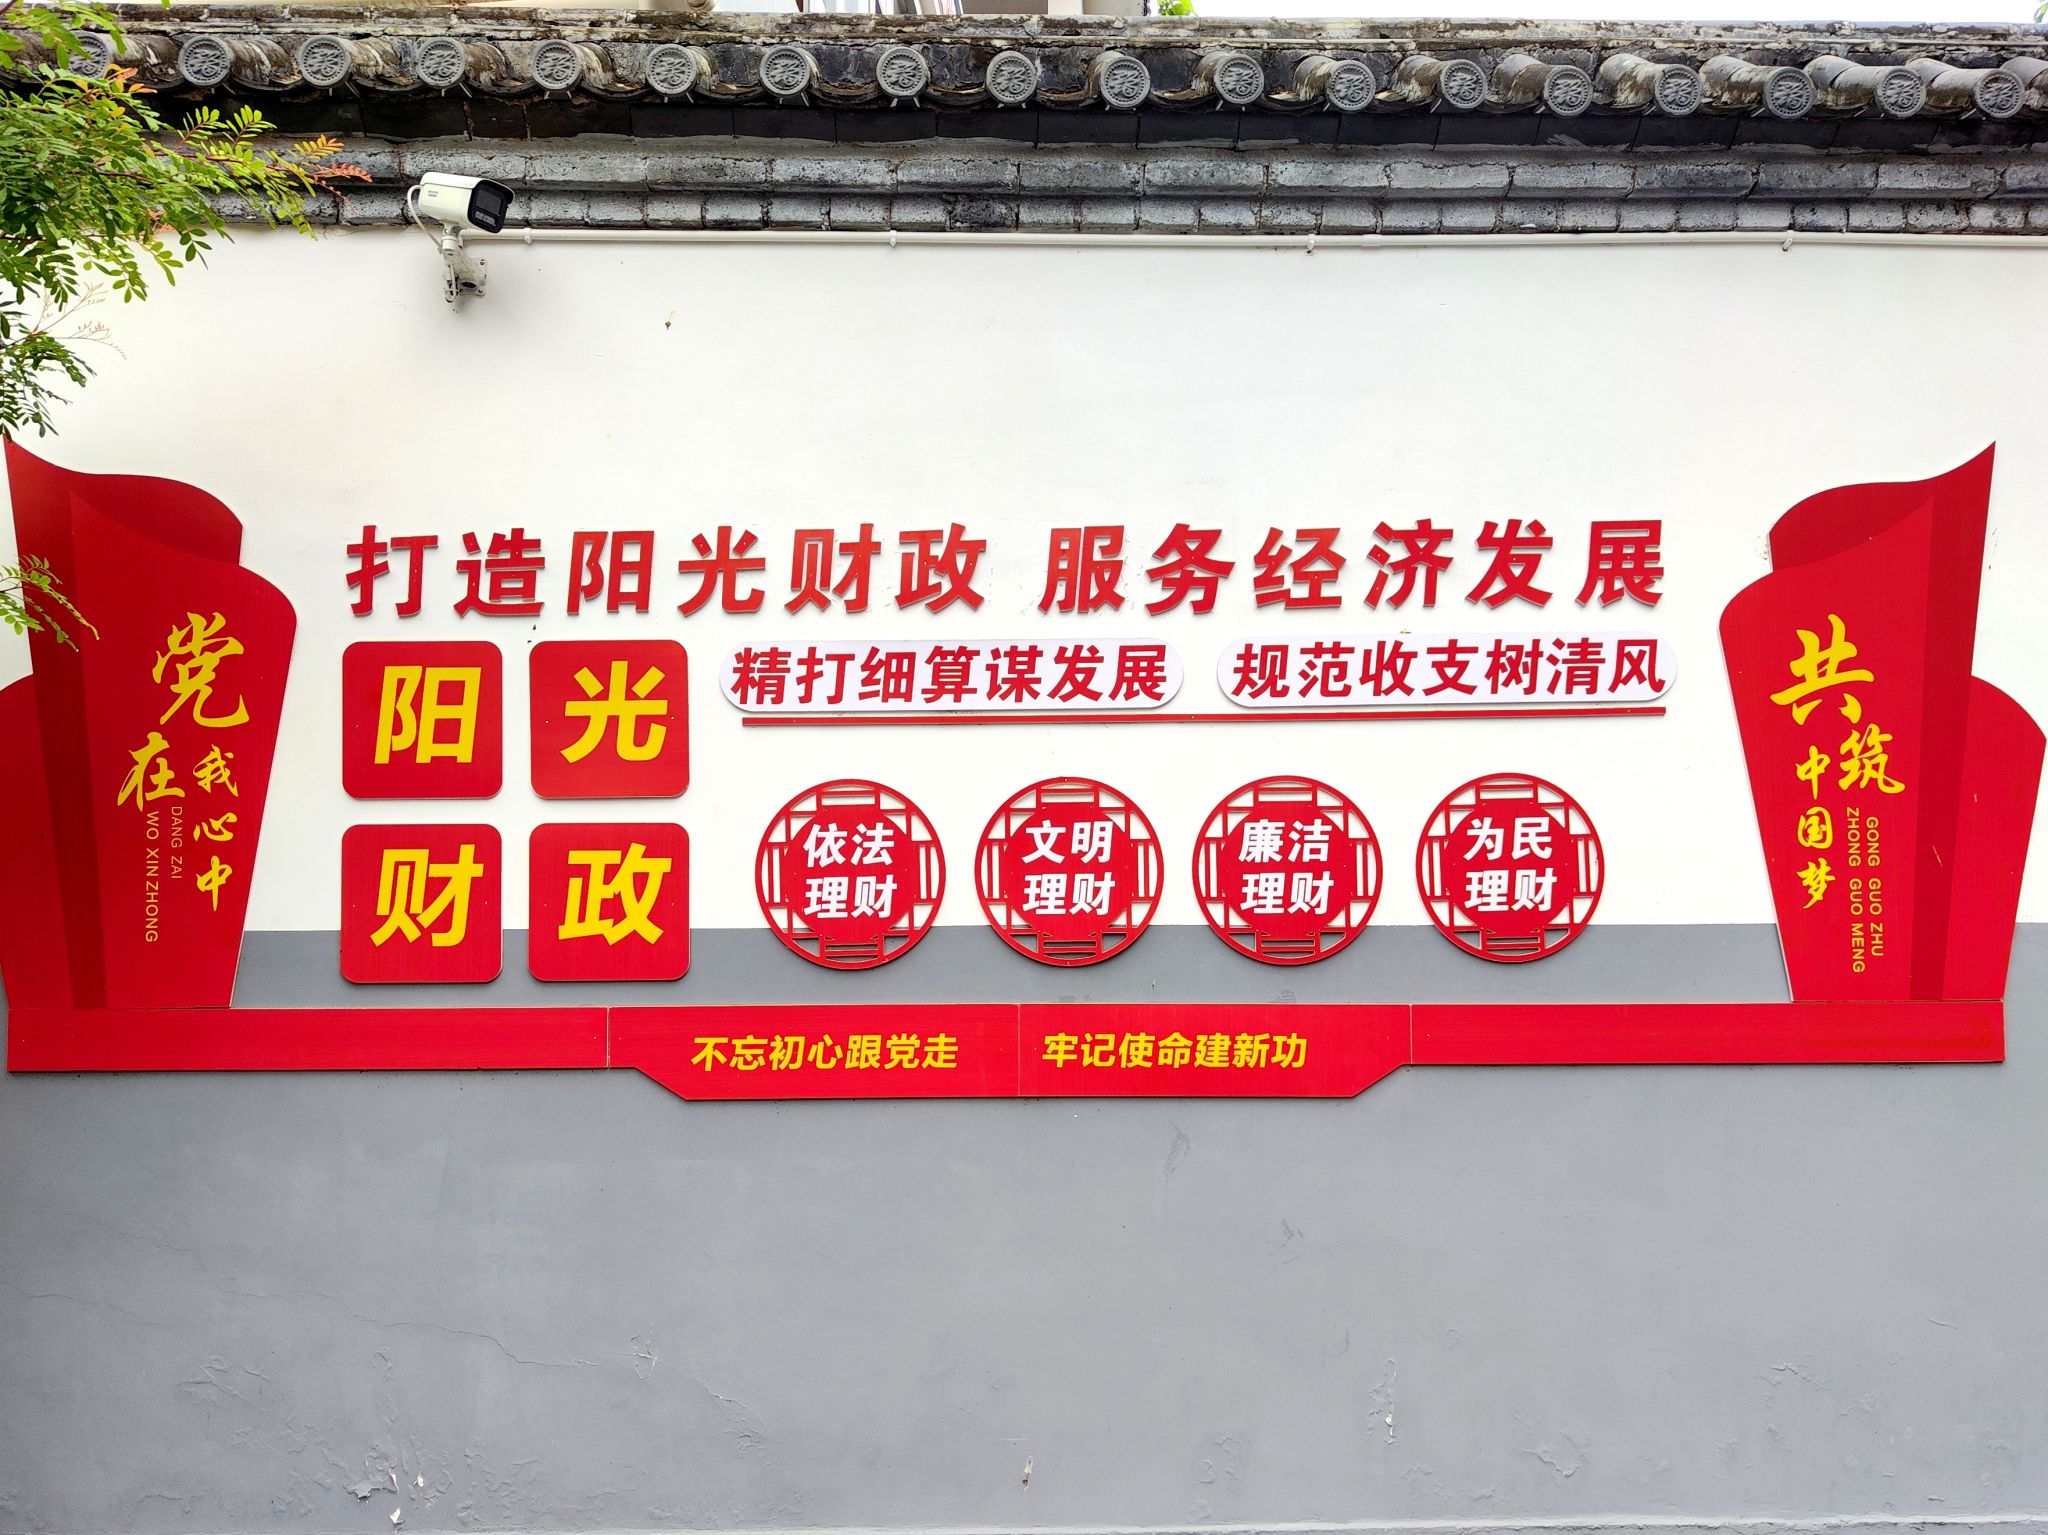 打造阳光财政 服务经济发展
阳光
财政
精打细算谋发展 规范收支树清风
依法
理财
文明
理财
廉洁
理财
为民
理财
党
在我心中
DANG ZAI
WO XIN ZHONG
共筑
中国梦
GONG GUO ZHU
ZHONG GUO MENG
不忘初心跟党走 牢记使命建新功